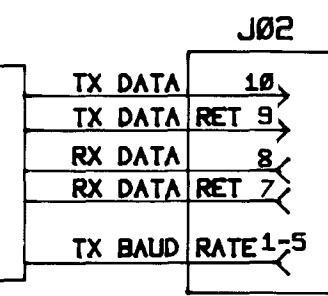 JØ2
TX DATA 10
TX DATA RET 9
RX DATA 8
RX DATA RET 7
TX BAUD RATE 1-5